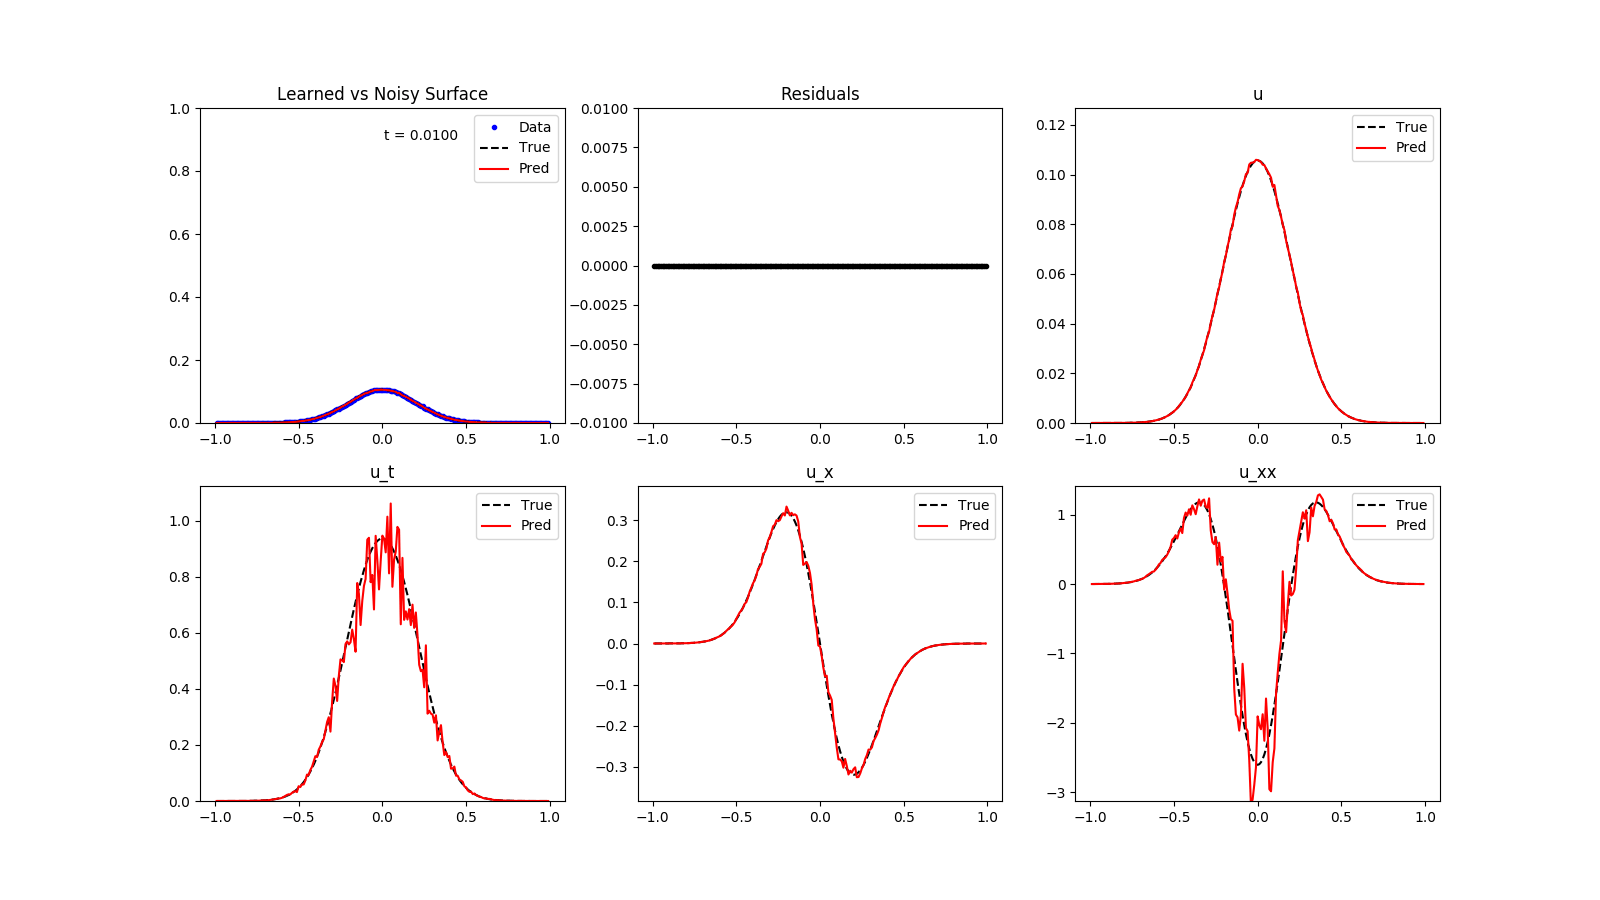 Learned vs Noisy Surface
1.0
0.8
0.6
0.4
0.2
0.0
t = 0.0100
Data
True
Pred
−1.0 −0.5 0.0 0.5 1.0
Residuals
0.0100
0.0075
0.0050
0.0025
0.0000
−0.0025
−0.0050
−0.0075
−0.0100
−1.0 −0.5 0.0 0.5 1.0
u
0.12
0.10
0.08
0.06
0.04
0.02
0.00
True
Pred
−1.0 −0.5 0.0 0.5 1.0
u_t
1.0
0.8
0.6
0.4
0.2
0.0
True
Pred
−1.0 −0.5 0.0 0.5 1.0
u_x
0.3
0.2
0.1
0.0
−0.1
−0.2
−0.3
True
Pred
−1.0 −0.5 0.0 0.5 1.0
u_xx
1
0
−1
−2
−3
True
Pred
−1.0 −0.5 0.0 0.5 1.0